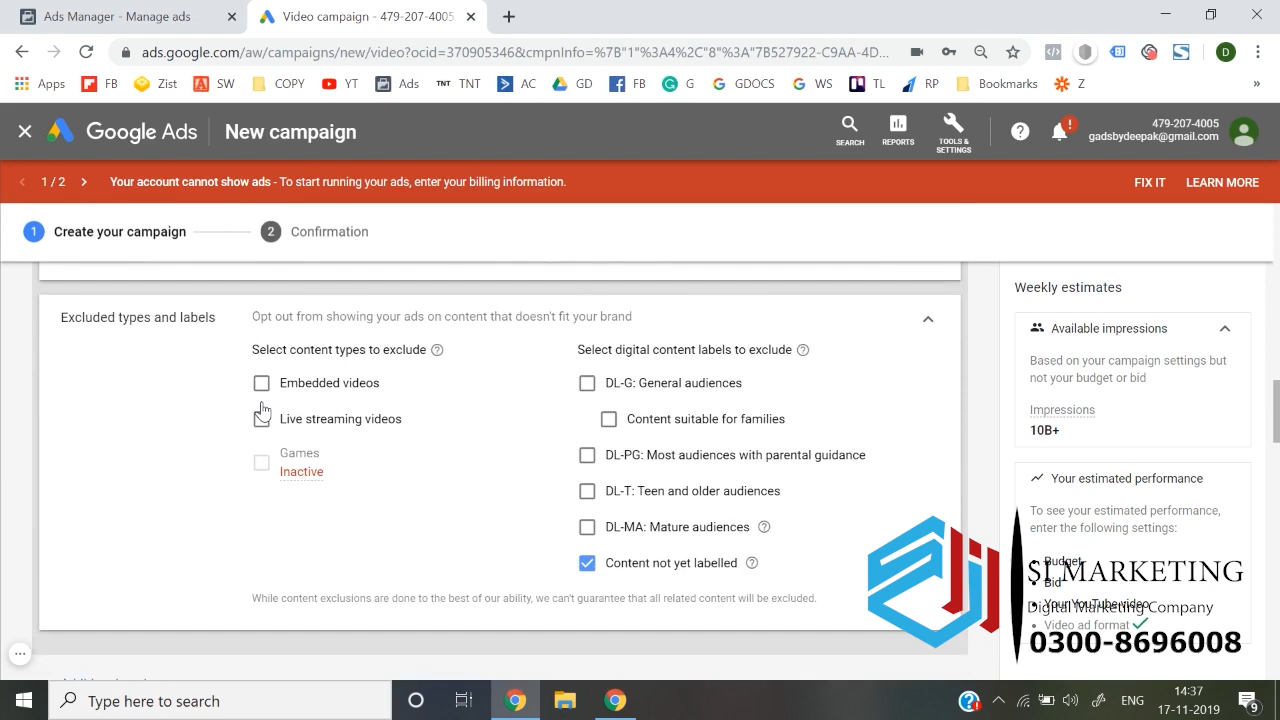 Ads Manager - Manage ads
Video campaign - 479-207-4005
ads.google.com/aw/campaigns/new/video?ocid=370905346&cmpnInfo=%7B"1"%3A4%2C"8"%3A"7B527922-C9AA-4D...
Apps FB Zist SW COPY YT Ads TNT TNT AC GD FB G GDOCS WS TL RP Bookmarks Z »
Google Ads New campaign
SEARCH REPORTS TOOLS & SETTINGS
479-207-4005
gadsbydeepak@gmail.com
1 / 2 Your account cannot show ads - To start running your ads, enter your billing information. FIX IT LEARN MORE
1 Create your campaign 2 Confirmation
Excluded types and labels
Opt out from showing your ads on content that doesn't fit your brand
Select content types to exclude
Embedded videos
Live streaming videos
Games
Inactive
Select digital content labels to exclude
DL-G: General audiences
Content suitable for families
DL-PG: Most audiences with parental guidance
DL-T: Teen and older audiences
DL-MA: Mature audiences
Content not yet labelled
While content exclusions are done to the best of our ability, we can't guarantee that all related content will be excluded.
Weekly estimates
Available impressions
Based on your campaign settings but
not your budget or bid
Impressions
10B+
Your estimated performance
To see your estimated performance,
enter the following settings:
Budget
Bid
Your YouTube video
Video ad format
SJ MARKETING
Digital Marketing Company
0300-8696008
Type here to search
ENG
14:37
17-11-2019
9